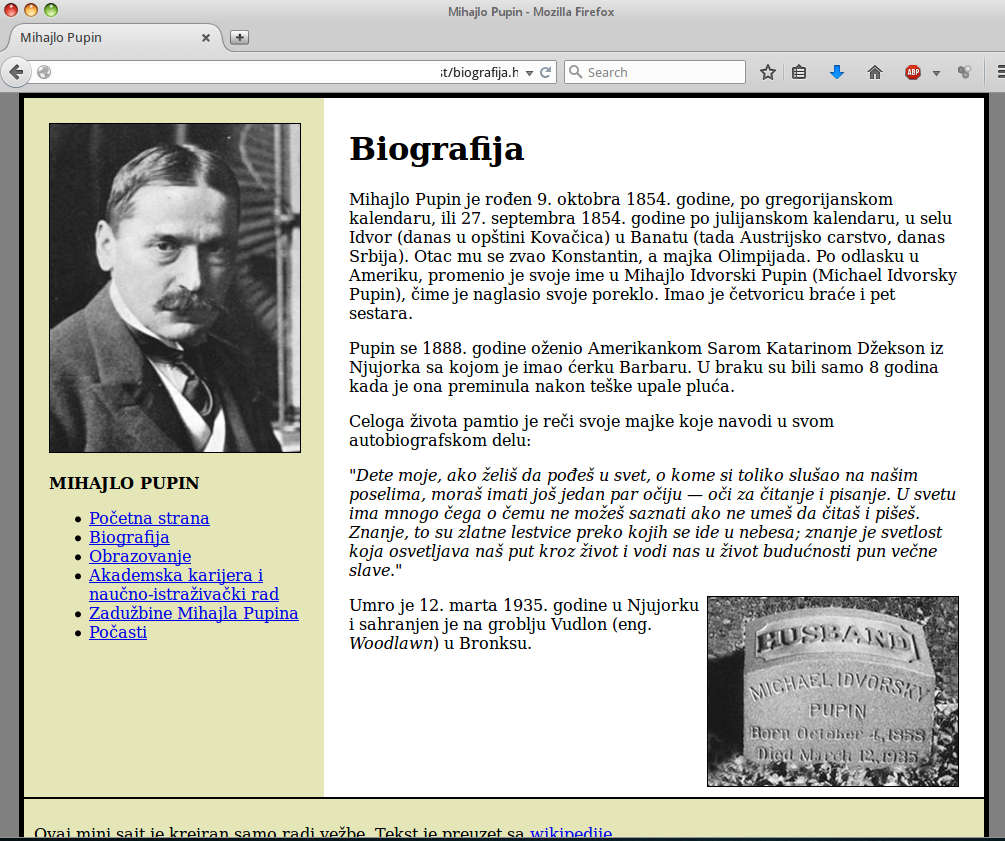 Mihajlo Pupin - Mozilla Firefox
Mihajlo Pupin
st/biografija.h
Search
ABP
Biografija
Mihajlo Pupin je rođen 9. oktobra 1854. godine, po gregorijanskom
kalendaru, ili 27. septembra 1854. godine po julijanskom kalendaru, u selu
Idvor (danas u opštini Kovačica) u Banatu (tada Austrijsko carstvo, danas
Srbija). Otac mu se zvao Konstantin, a majka Olimpijada. Po odlasku u
Ameriku, promenio je svoje ime u Mihajlo Idvorski Pupin (Michael Idvorsky
Pupin), čime je naglasio svoje poreklo. Imao je četvoricu braće i pet
sestara.
Pupin se 1888. godine oženio Amerikankom Sarom Katarinom Džekson iz
Njujorka sa kojom je imao ćerku Barbaru. U braku su bili samo 8 godina
kada je ona preminula nakon teške upale pluća.
Celoga života pamtio je reči svoje majke koje navodi u svom
autobiografskom delu:
"Dete moje, ako želiš da pođeš u svet, o kome si toliko slušao na našim
poselima, moraš imati još jedan par očiju — oči za čitanje i pisanje. U svetu
ima mnogo čega o čemu ne možeš saznati ako ne umeš da čitaš i pišeš.
Znanje, to su zlatne lestvice preko kojih se ide u nebesa; znanje je svetlost
koja osvetljava naš put kroz život i vodi nas u život budućnosti pun večne
slave."
Umro je 12. marta 1935. godine u Njujorku
i sahranjen je na groblju Vudlon (eng.
Woodlawn) u Bronksu.
HUSBAND
MICHAEL IDVORSKY
PUPIN
Born October 4, 1858
Died March 12, 1935
MIHAJLO PUPIN
Početna strana
Biografija
Obrazovanje
Akademska karijera i
naučno-istraživački rad
Zadužbine Mihajla Pupina
Počasti
Ovaj mini sajt je kreiran samo radi vežbe. Tekst je preuzet sa wikipedije